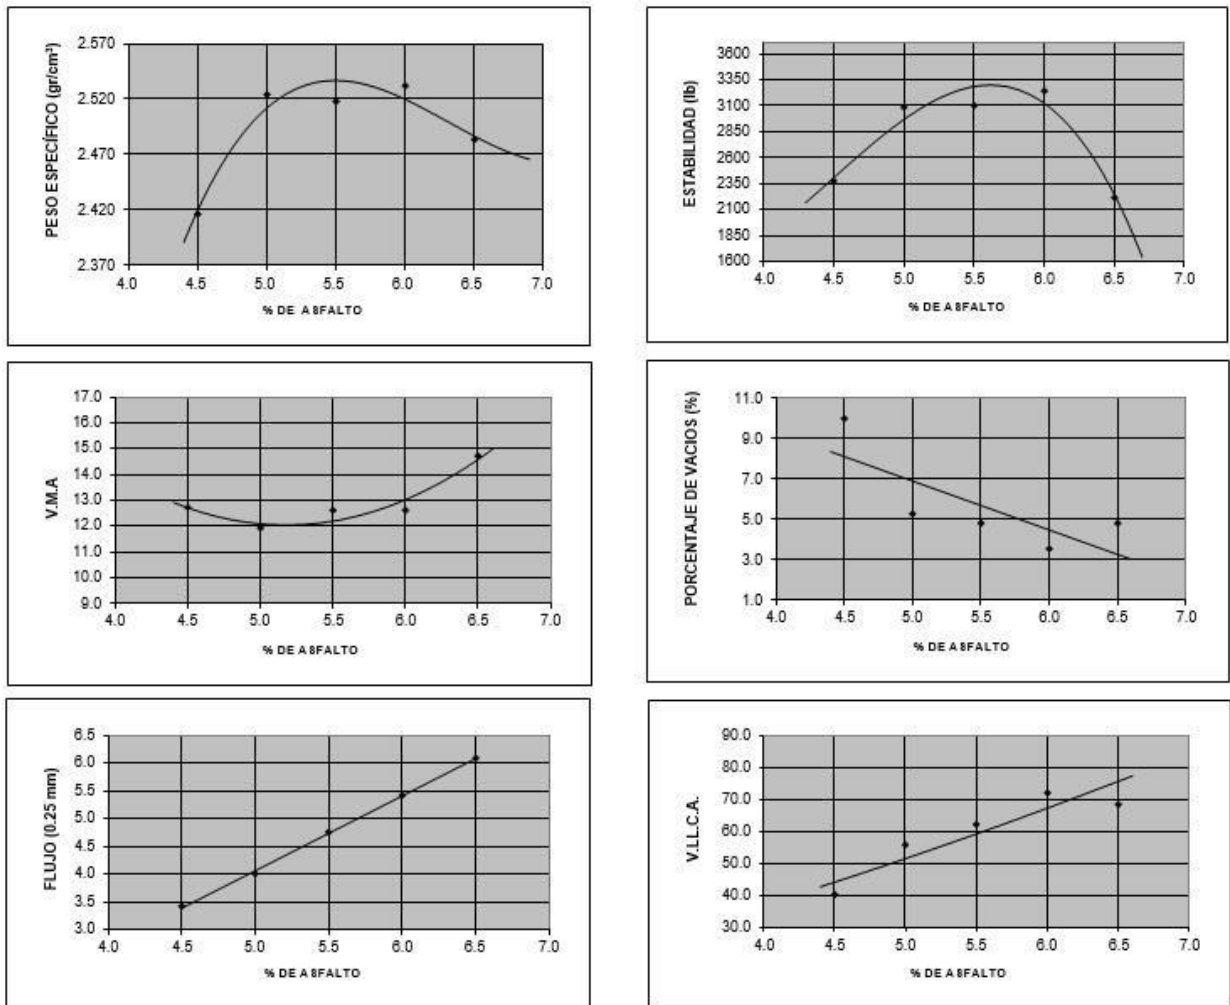 PESO ESPECÍFICO (gr/cm³)
2.570
2.520
2.470
2.420
2.370
4.0 4.5 5.0 5.5 6.0 6.5 7.0
% DE ASFALTO
ESTABILIDAD (lb)
3600
3350
3100
2850
2600
2350
2100
1850
1600
4.0 4.5 5.0 5.5 6.0 6.5 7.0
% DE ASFALTO
V.M.A
17.0
16.0
15.0
14.0
13.0
12.0
11.0
10.0
9.0
4.0 4.5 5.0 5.5 6.0 6.5 7.0
% DE ASFALTO
PORCENTAJE DE VACIOS (%)
11.0
9.0
7.0
5.0
3.0
1.0
4.0 4.5 5.0 5.5 6.0 6.5 7.0
% DE ASFALTO
FLUJO (0.25 mm)
6.5
6.0
5.5
5.0
4.5
4.0
3.5
3.0
4.0 4.5 5.0 5.5 6.0 6.5 7.0
% DE ASFALTO
V.LL.C.A.
90.0
80.0
70.0
60.0
50.0
40.0
30.0
4.0 4.5 5.0 5.5 6.0 6.5 7.0
% DE ASFALTO